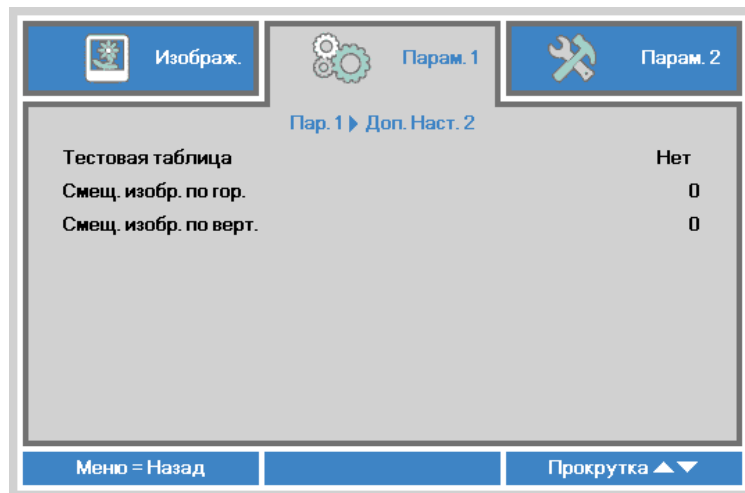 Изображ.
Парам. 1
Парам. 2
Пар. 1 ▶ Доп. Наст. 2
Тестовая таблица Нет
Смещ. изобр. по гор. 0
Смещ. изобр. по верт. 0
Меню = Назад
Прокрутка ▲▼